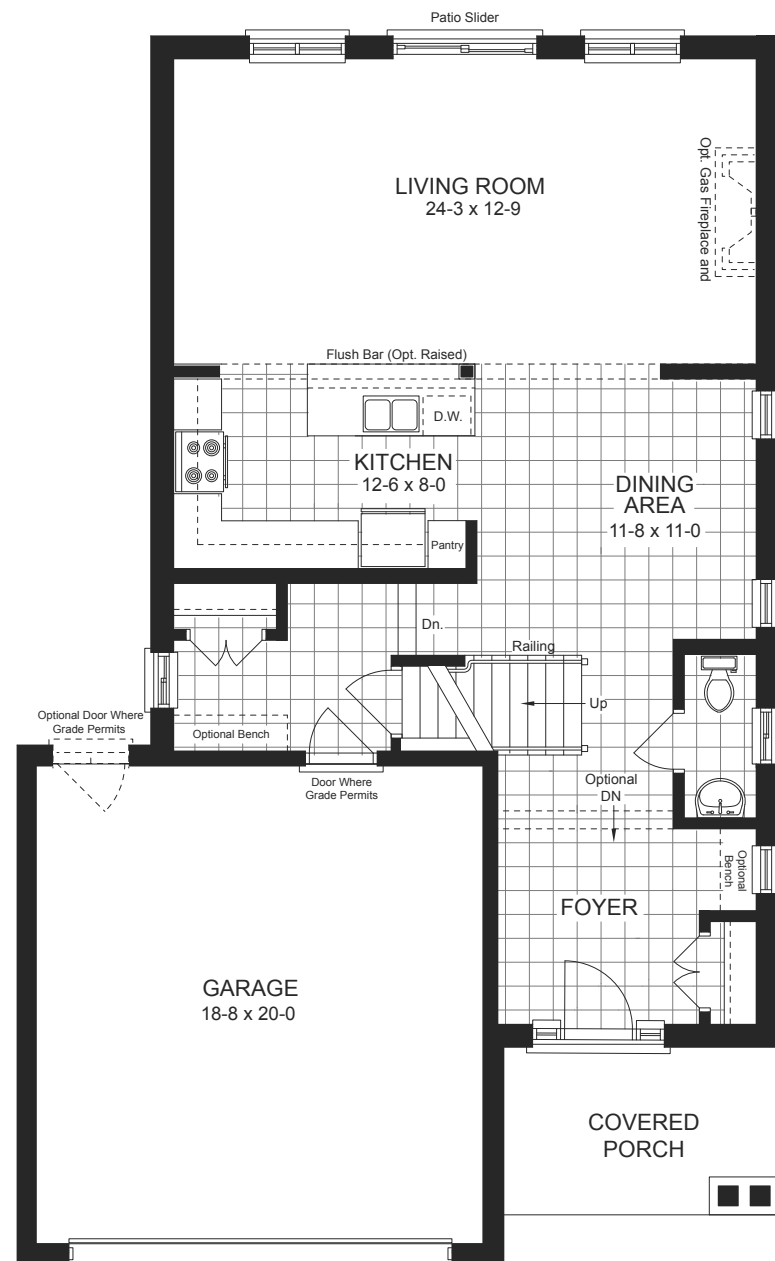 Patio Slider
LIVING ROOM
24-3 x 12-9
Opt. Gas Fireplace and
Flush Bar (Opt. Raised)
D.W.
KITCHEN
12-6 x 8-0
DINING
AREA
11-8 x 11-0
Pantry
Dn.
Railing
Up
Optional Door Where
Grade Permits
Optional Bench
Door Where
Grade Permits
Optional
DN
Optional
Bench
FOYER
GARAGE
18-8 x 20-0
COVERED
PORCH